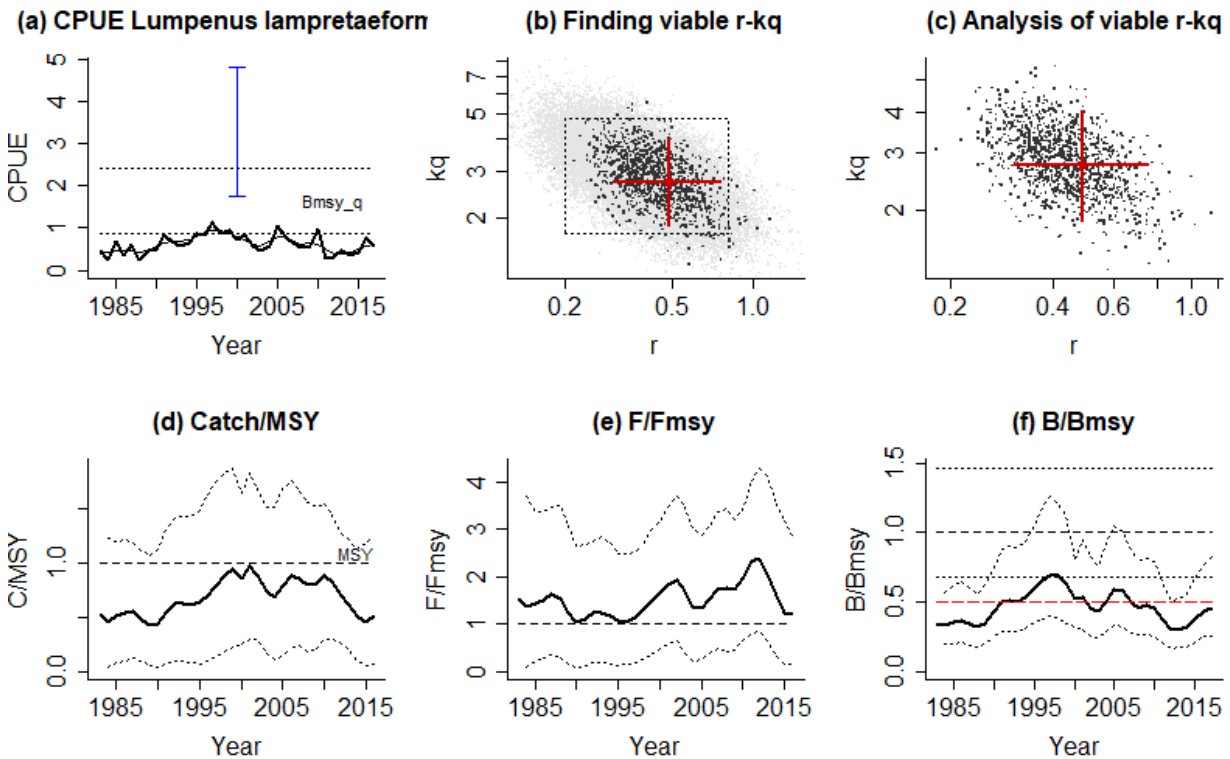 (a) CPUE Lumpenus lampretaeform
(b) Finding viable r-kq
(c) Analysis of viable r-kq
CPUE
5
4
3
2
1
0
Bmsy_q
1985 1995 2005 2015
Year
kq
7
5
3
2
0.2 0.5 1.0
r
kq
4
3
2
0.2 0.4 0.6 1.0
r
(d) Catch/MSY
(e) F/Fmsy
(f) B/Bmsy
C/MSY
1.0
0.0
MSY
1985 1995 2005 2015
Year
F/Fmsy
4
3
2
1
0
1985 1995 2005 2015
Year
B/Bmsy
1.5
1.0
0.5
0.0
1985 1995 2005 2015
Year